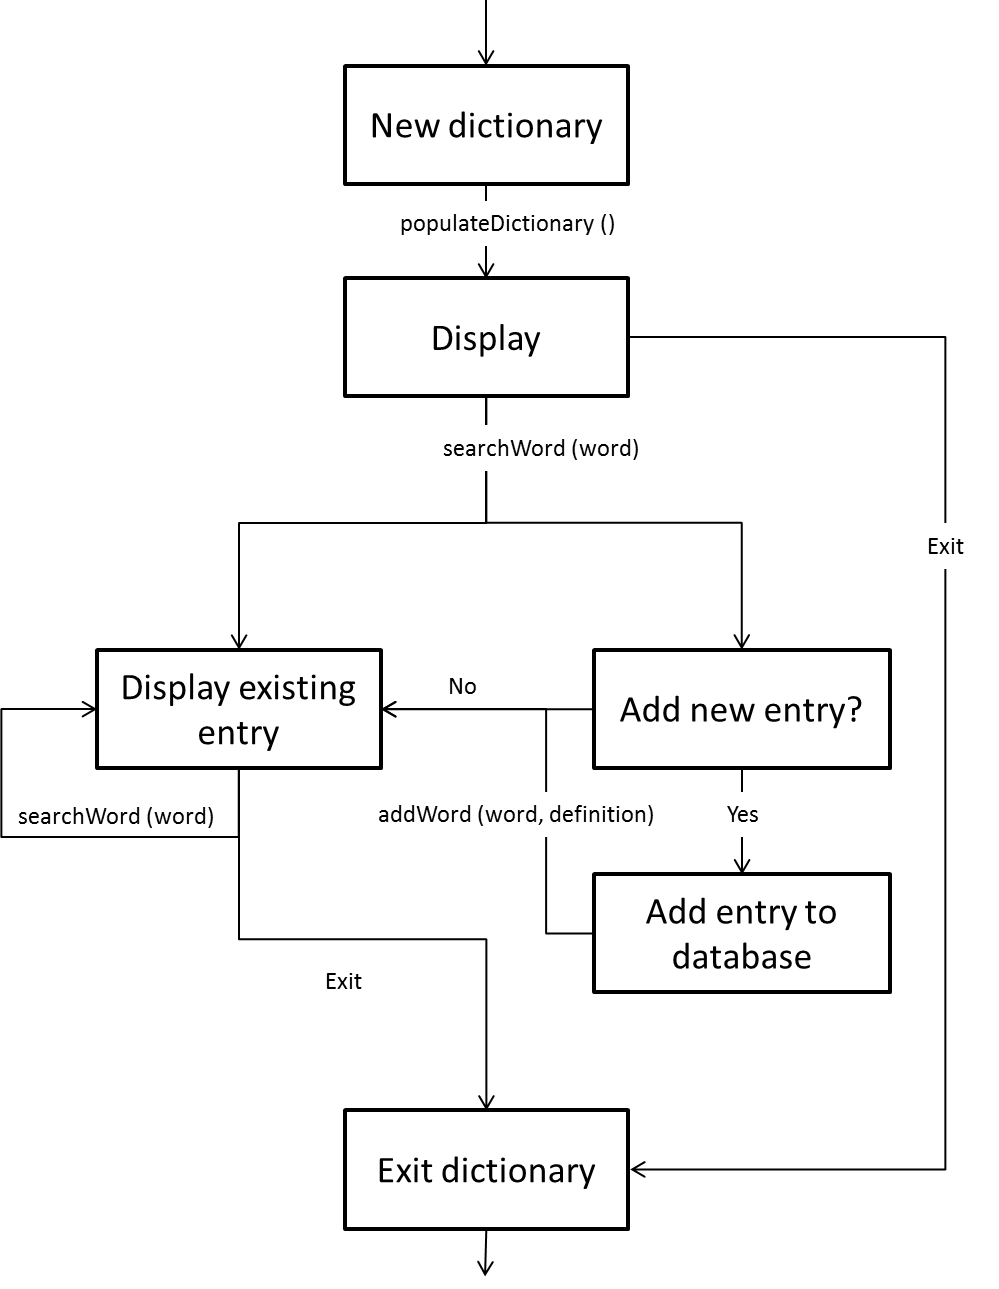 New dictionary
populateDictionary ()
Display
searchWord (word)
Exit
Display existing
entry
No
Add new entry?
searchWord (word)
addWord (word, definition)
Yes
Add entry to
database
Exit
Exit dictionary